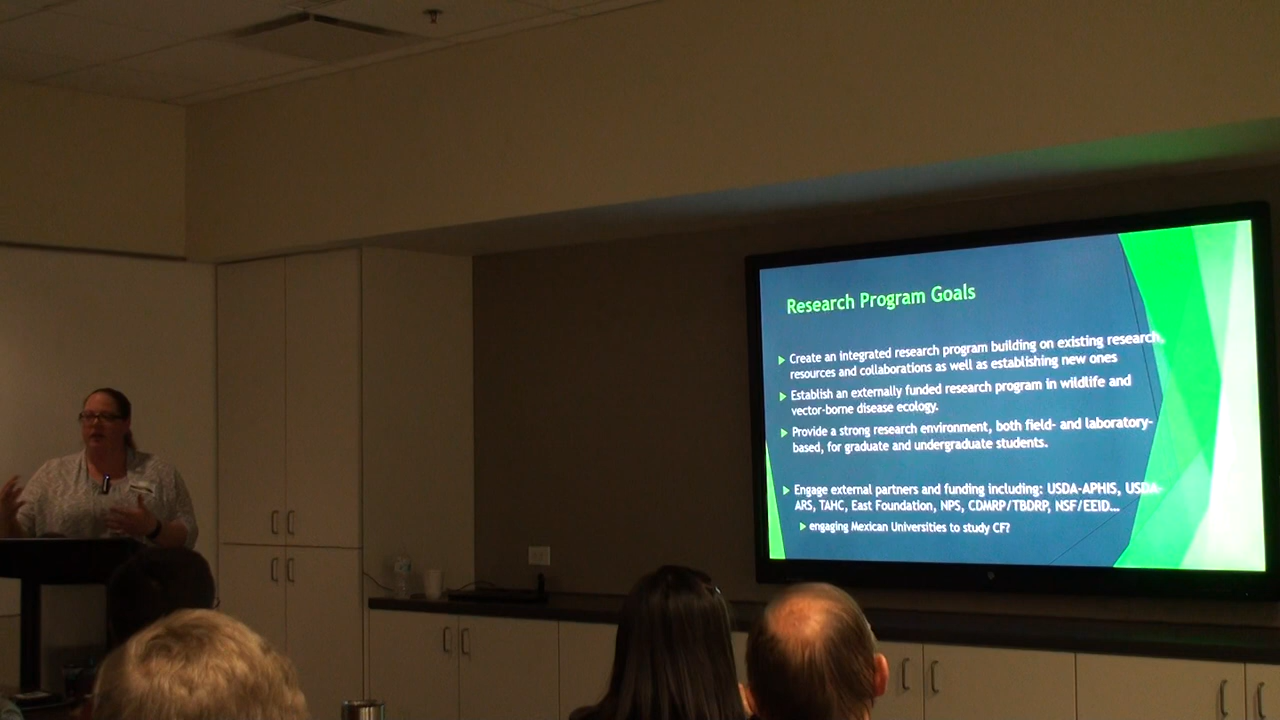 Research Program Goals
Create an integrated research program building on existing research,
resources and collaborations as well as establishing new ones
Establish an externally funded research program in wildlife and
vector-borne disease ecology.
Provide a strong research environment, both field- and laboratory-
based, for graduate and undergraduate students.
Engage external partners and funding including: USDA-APHIS, USDA-
ARS, TAHC, East Foundation, NPS, CDMRP/TBDRP, NSF/EEID...
engaging Mexican Universities to study CF?